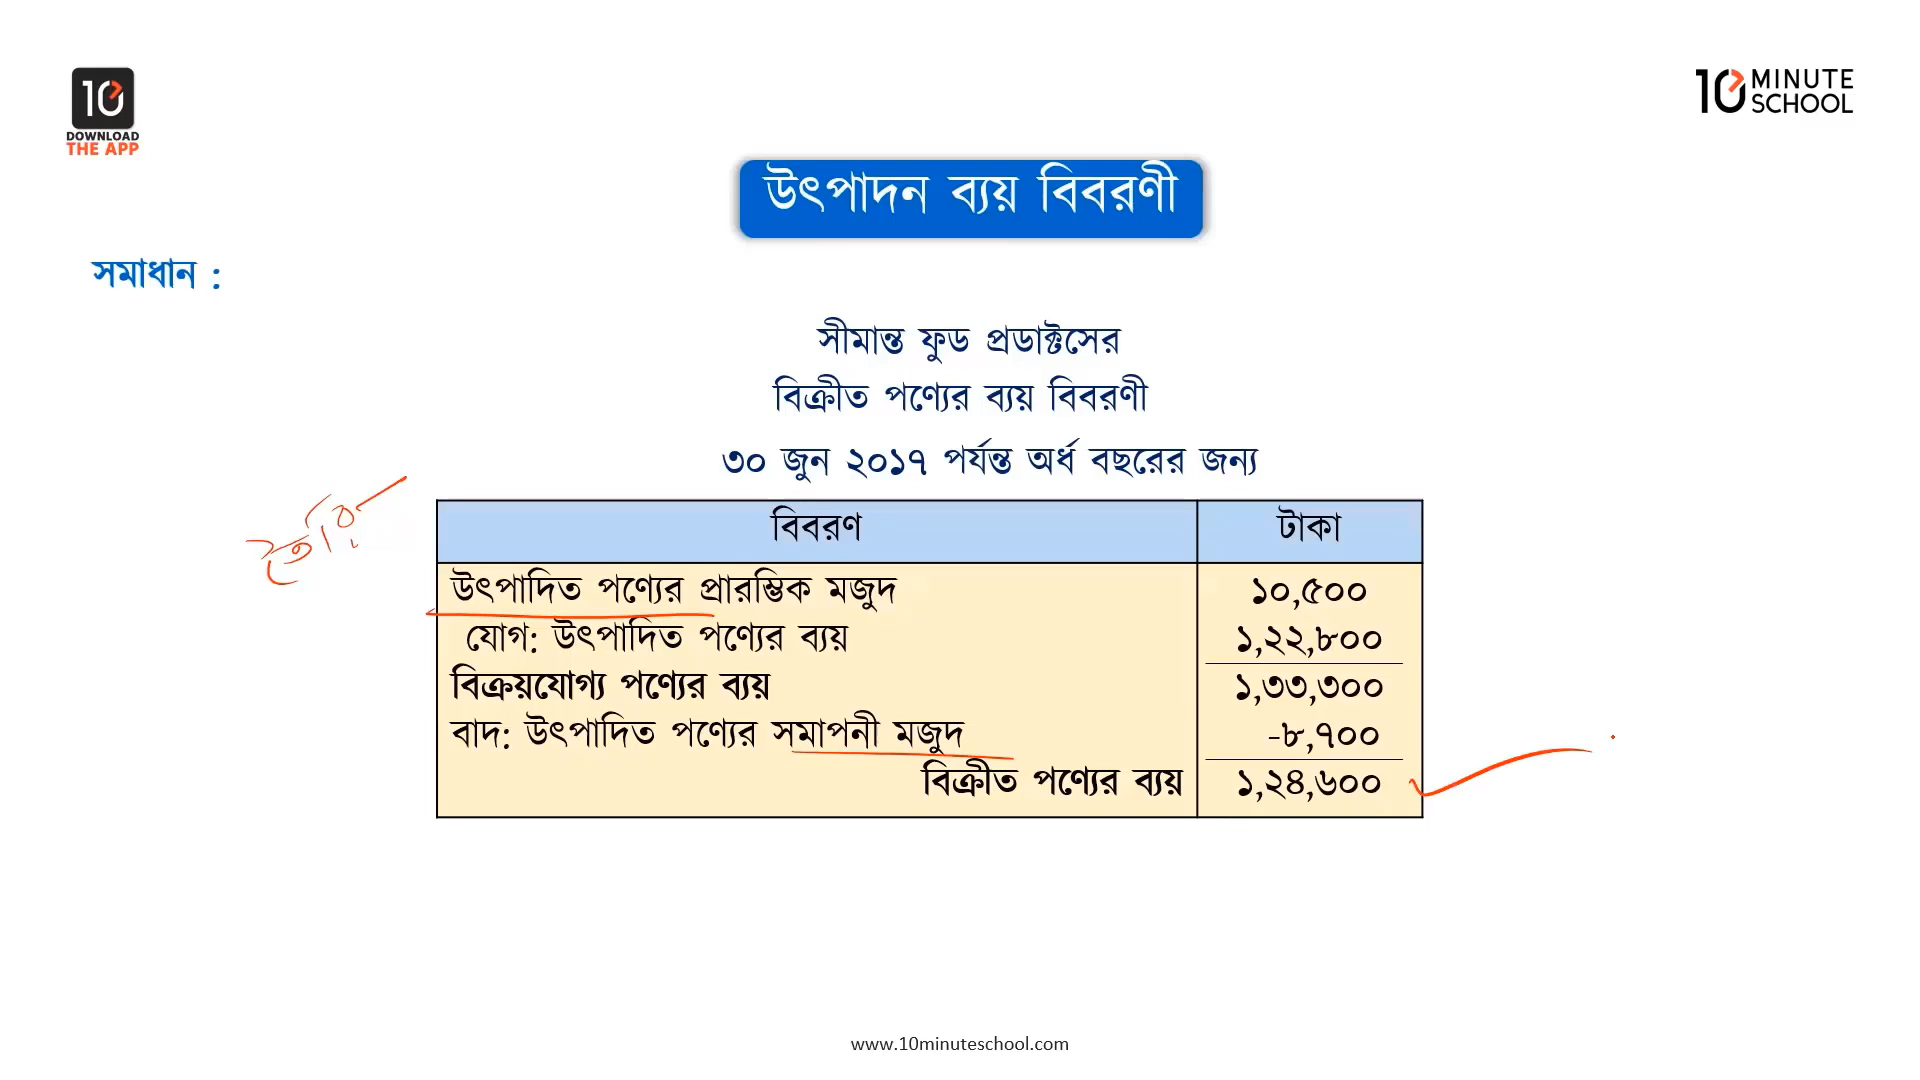 10
DOWNLOAD
THE APP
10 MINUTE
SCHOOL
উৎপাদন ব্যয় বিবরণী
সমাধান :
সীমান্ত ফুড প্রডাক্টসের
বিক্রীত পণ্যের ব্যয় বিবরণী
৩০ জুন ২০১৭ পর্যন্ত অর্ধ বছরের জন্য
তৈরি
বিবরণ টাকা
উৎপাদিত পণ্যের প্রারম্ভিক মজুদ ১০,৫০০
যোগ: উৎপাদিত পণ্যের ব্যয় ১,২২,৮০০
বিক্রয়যোগ্য পণ্যের ব্যয় ১,৩৩,৩০০
বাদ: উৎপাদিত পণ্যের সমাপনী মজুদ -৮,৭০০
বিক্রীত পণ্যের ব্যয় ১,২৪,৬০০
www.10minuteschool.com